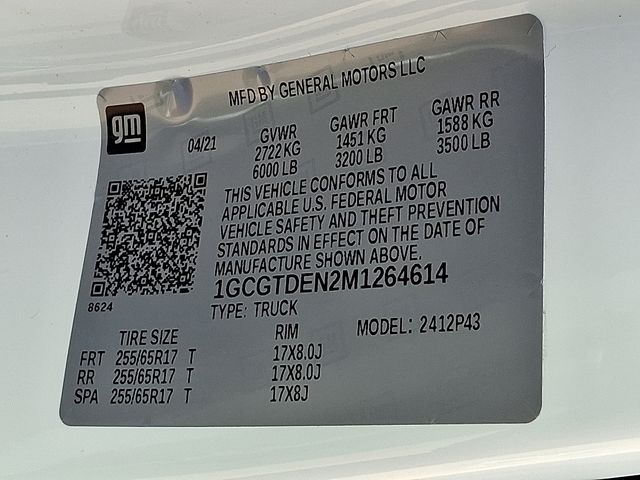 MFD BY GENERAL MOTORS LLC
gm
04/21
GVWR GAWR FRT GAWR RR
2722 KG 1451 KG 1588 KG
6000 LB 3200 LB 3500 LB
THIS VEHICLE CONFORMS TO ALL
APPLICABLE U.S. FEDERAL MOTOR
VEHICLE SAFETY AND THEFT PREVENTION
STANDARDS IN EFFECT ON THE DATE OF
MANUFACTURE SHOWN ABOVE.
1GCGTDEN2M1264614
8624
TYPE: TRUCK
MODEL: 2412P43
TIRE SIZE RIM
FRT 255/65R17 T 17X8.0J
RR 255/65R17 T 17X8.0J
SPA 255/65R17 T 17X8J